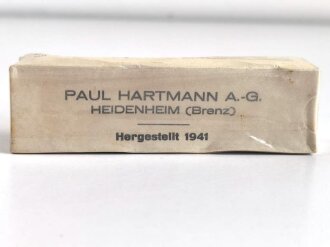 PAUL HARTMANN A.-G.
HEIDENHEIM (Brenz)
Hergestellt 1941